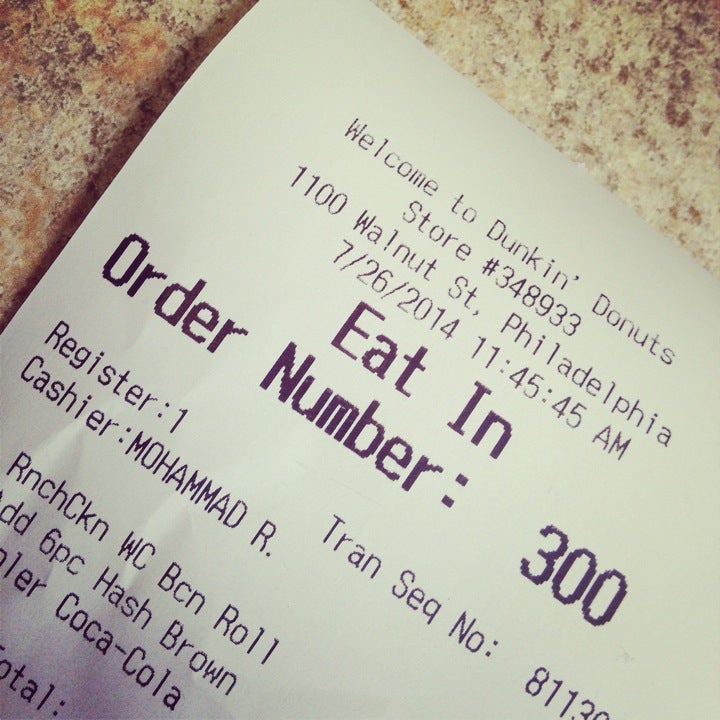 Welcome to Dunkin' Donuts
Store #348933
1100 Walnut St, Philadelphia
7/26/2014 11:45:45 AM
Eat In
Order Number: 300
Register:1 Tran Seq No:
Cashier:MOHAMMAD R.
RnchCkn WC Bcn Roll
6pc Hash Brown
Coca-Cola